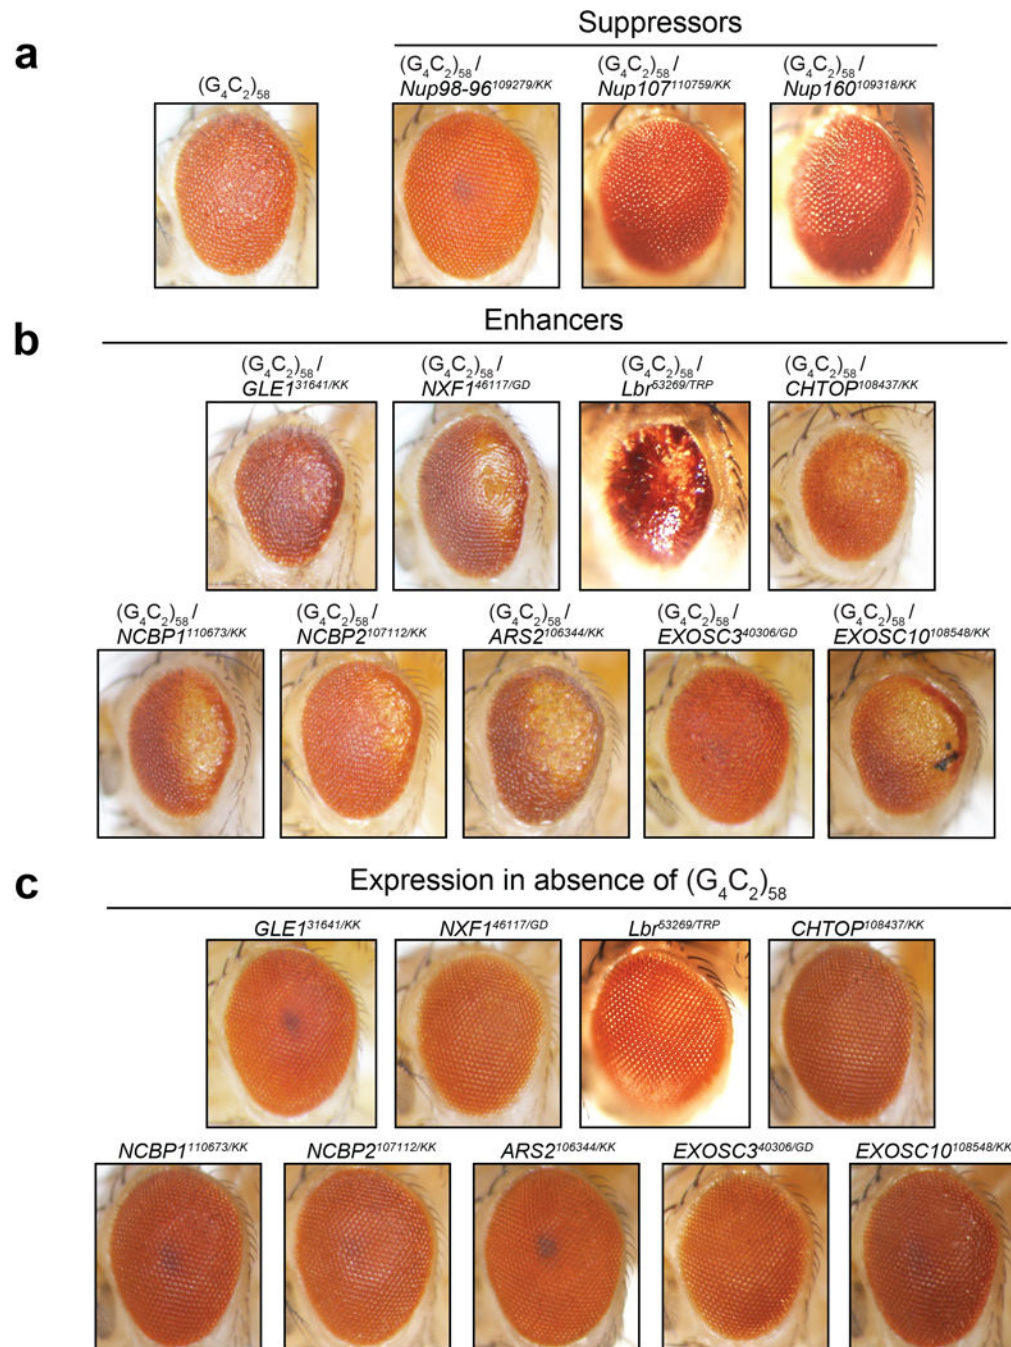 a
Suppressors
(G₄C₂)₅₈
(G₄C₂)₅₈ /
Nup98-96¹⁰⁹²⁷⁹/ᴷᴷ
(G₄C₂)₅₈ /
Nup107¹¹⁰⁷⁵⁹/ᴷᴷ
(G₄C₂)₅₈ /
Nup160¹⁰⁹³¹⁸/ᴷᴷ
b
Enhancers
(G₄C₂)₅₈ /
GLE1³¹⁶⁴¹/ᴷᴷ
(G₄C₂)₅₈ /
NXF1⁴⁶¹¹⁷/ᴳᴰ
(G₄C₂)₅₈ /
Lbr⁵³²⁶⁹/ᵀᴿᴾ
(G₄C₂)₅₈ /
CHTOP¹⁰⁸⁴³⁷/ᴷᴷ
(G₄C₂)₅₈ /
NCBP1¹¹⁰⁶⁷³/ᴷᴷ
(G₄C₂)₅₈ /
NCBP2¹⁰⁷¹¹²/ᴷᴷ
(G₄C₂)₅₈ /
ARS2¹⁰⁶³⁴⁴/ᴷᴷ
(G₄C₂)₅₈ /
EXOSC3⁴⁰³⁰⁶/ᴳᴰ
(G₄C₂)₅₈ /
EXOSC10¹⁰⁸⁵⁴⁸/ᴷᴷ
c
Expression in absence of (G₄C₂)₅₈
GLE1³¹⁶⁴¹/ᴷᴷ
NXF1⁴⁶¹¹⁷/ᴳᴰ
Lbr⁵³²⁶⁹/ᵀᴿᴾ
CHTOP¹⁰⁸⁴³⁷/ᴷᴷ
NCBP1¹¹⁰⁶⁷³/ᴷᴷ
NCBP2¹⁰⁷¹¹²/ᴷᴷ
ARS2¹⁰⁶³⁴⁴/ᴷᴷ
EXOSC3⁴⁰³⁰⁶/ᴳᴰ
EXOSC10¹⁰⁸⁵⁴⁸/ᴷᴷ